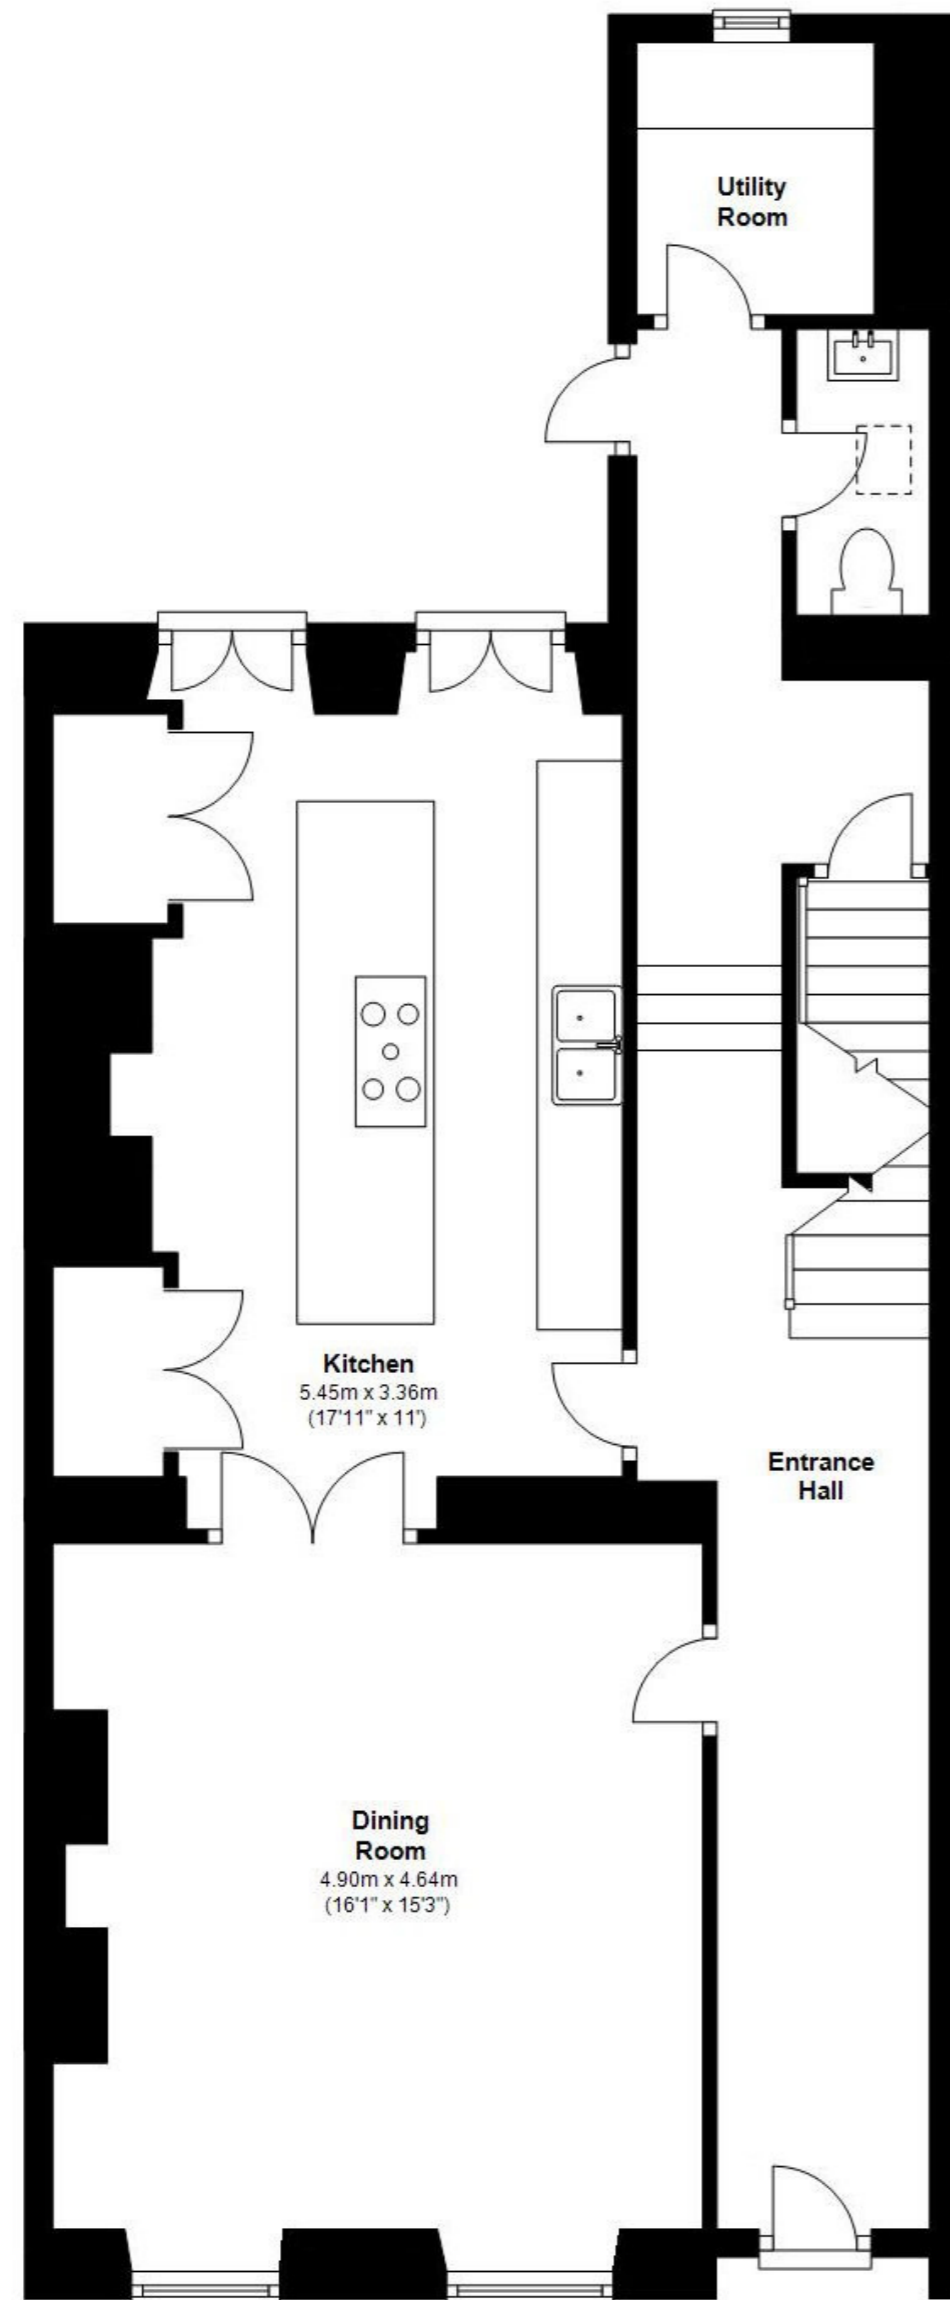 Utility
Room
Kitchen
5.45m x 3.36m
(17'11" x 11')
Entrance
Hall
Dining
Room
4.90m x 4.64m
(16'1" x 15'3")